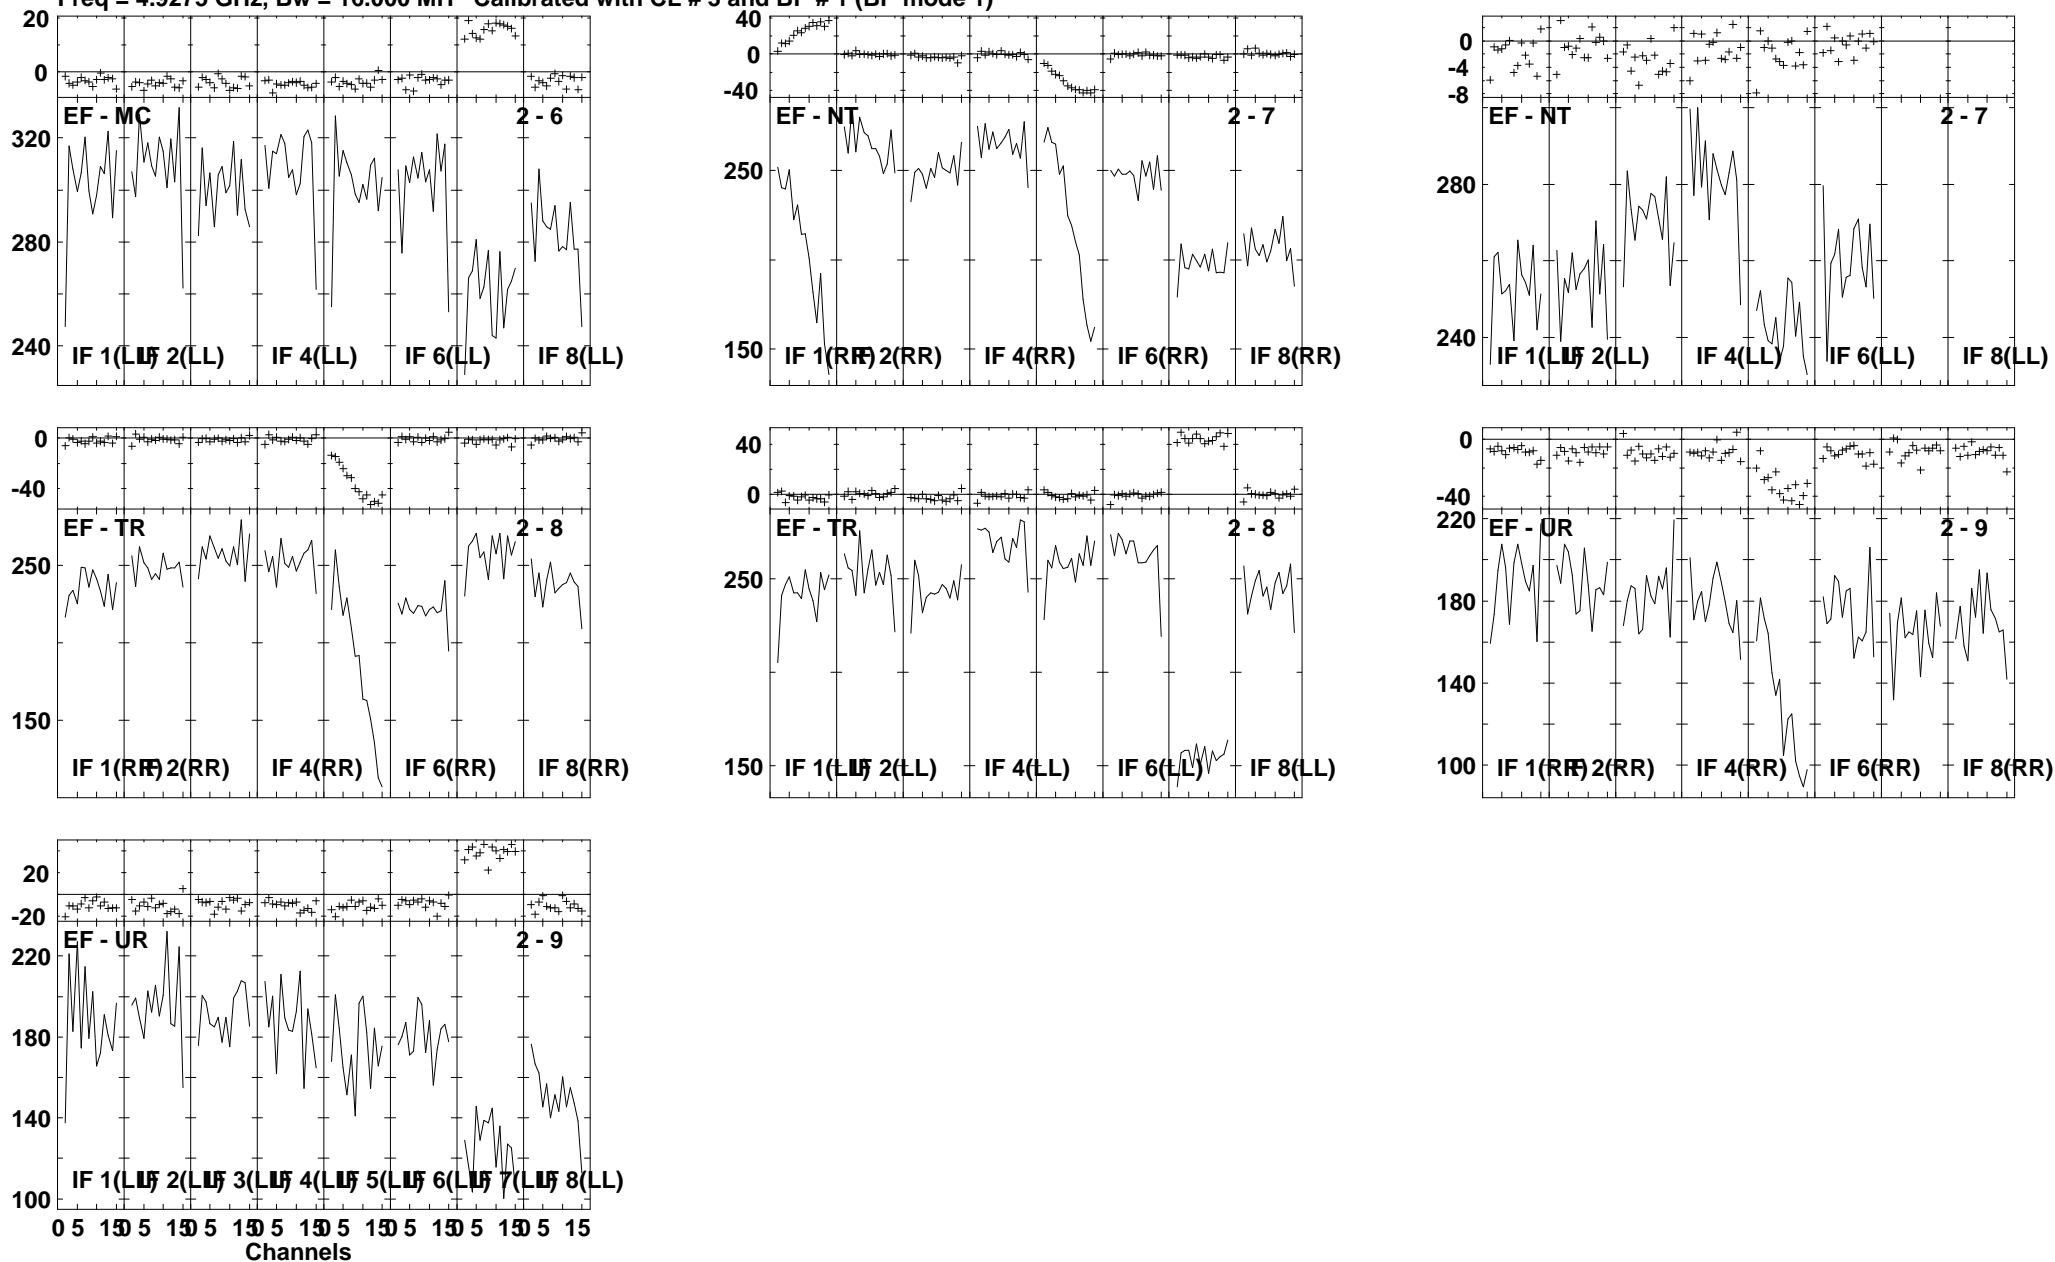 Freq = 4.9275 GHz, Bw = 16.000 MH Calibrated with CL # 3 and BP # 1 (BP mode 1)
20
0
EF - MC 2 - 6
320
280
240
IF 1(LL) IF 2(LL) IF 4(LL) IF 6(LL) IF 8(LL)
40
0
-40
EF - NT 2 - 7
250
150
IF 1(RR) IF 2(RR) IF 4(RR) IF 6(RR) IF 8(RR)
0
-4
-8
EF - NT 2 - 7
280
240
IF 1(LL) IF 2(LL) IF 4(LL) IF 6(LL) IF 8(LL)
0
-40
EF - TR 2 - 8
250
150
IF 1(RR) IF 2(RR) IF 4(RR) IF 6(RR) IF 8(RR)
40
0
EF - TR 2 - 8
250
150
IF 1(LL) IF 2(LL) IF 4(LL) IF 6(LL) IF 8(LL)
0
-40
220
EF - UR 2 - 9
180
140
100
IF 1(RR) IF 2(RR) IF 4(RR) IF 6(RR) IF 8(RR)
20
-20
EF - UR 2 - 9
220
180
140
100
IF 1(LL) IF 2(LL) IF 3(LL) IF 4(LL) IF 5(LL) IF 6(LL) IF 7(LL) IF 8(LL)
0 5 15 0 5 15 0 5 15 0 5 15 0 5 15 0 5 15 0 5 15 0 5 15
Channels